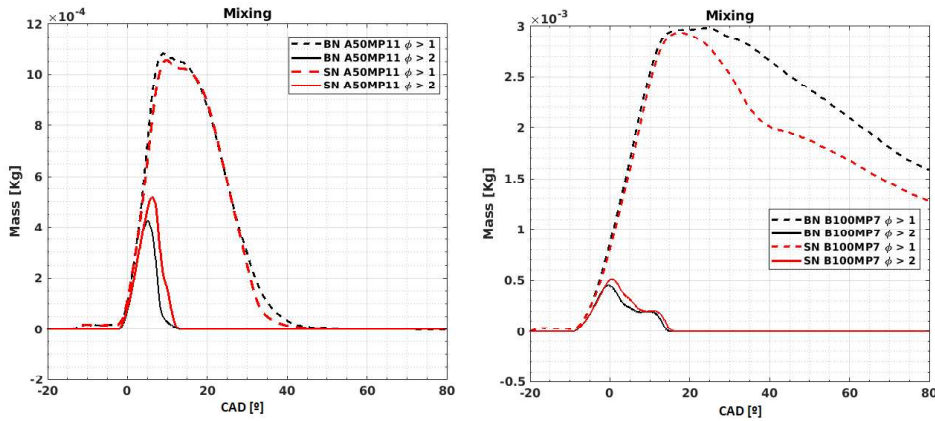 Mixing
×10⁻⁴
12
10
8
6
4
2
0
-2
Mass [Kg]
BN A50MP11 ϕ > 1
BN A50MP11 ϕ > 2
SN A50MP11 ϕ > 1
SN A50MP11 ϕ > 2
-20 0 20 40 60 80
CAD [º]
Mixing
×10⁻³
3
2.5
2
1.5
1
0.5
0
-0.5
Mass [Kg]
BN B100MP7 ϕ > 1
BN B100MP7 ϕ > 2
SN B100MP7 ϕ > 1
SN B100MP7 ϕ > 2
-20 0 20 40 60 80
CAD [º]